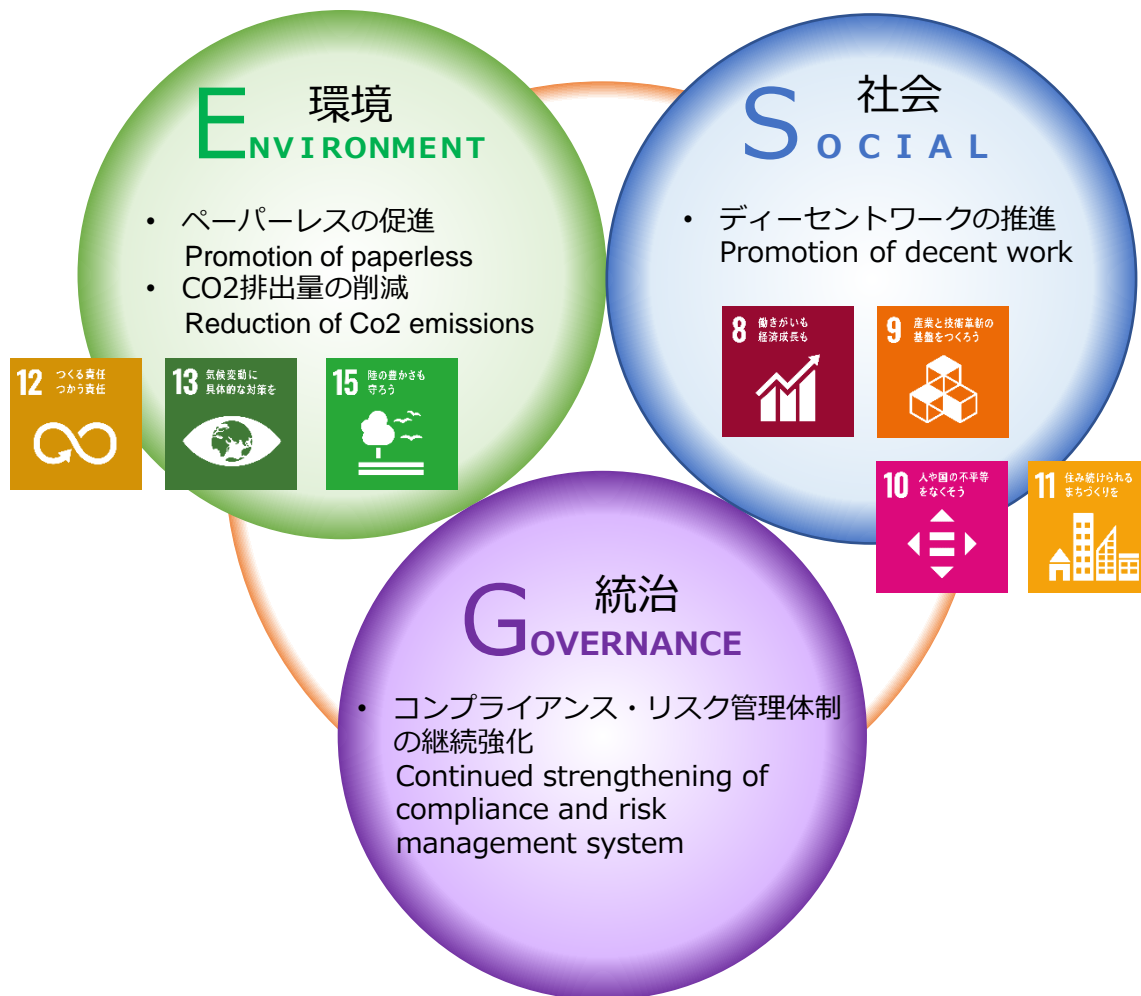 環境
ENVIRONMENT
• ペーパーレスの促進
Promotion of paperless
• CO2排出量の削減
Reduction of Co2 emissions
12 つくる責任
つかう責任
13 気候変動に
具体的な対策を
15 陸の豊かさも
守ろう
社会
SOCIAL
• ディーセントワークの推進
Promotion of decent work
8 働きがいも
経済成長も
9 産業と技術革新の
基盤をつくろう
10 人や国の不平等
をなくそう
11 住み続けられる
まちづくりを
統治
GOVERNANCE
• コンプライアンス・リスク管理体制
の継続強化
Continued strengthening of
compliance and risk
management system